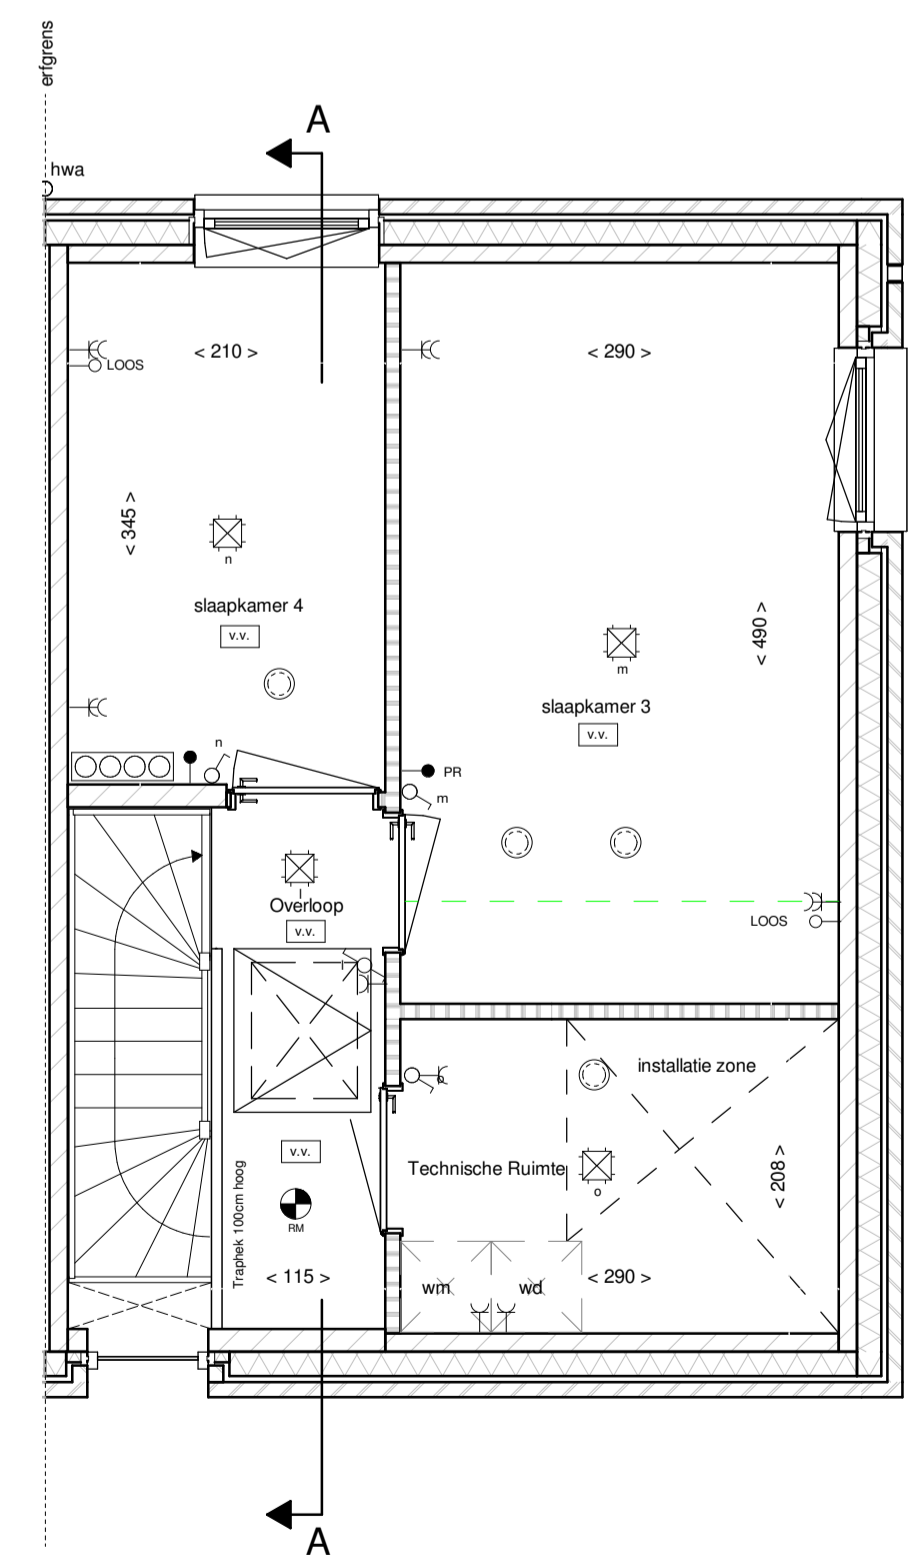 erfgrens
A
hwa
< 210 >
< 290 >
LOOS
< 345 >
n
slaapkamer 4
v.v.
< 490 >
m
slaapkamer 3
v.v.
n
PR
m
l
Overloop
v.v.
LOOS
l
installatie zone
o
v.v.
Technische Ruimte
o
< 208 >
RM
Traphek 100cm hoog
< 115 >
wm
wd
< 290 >
A